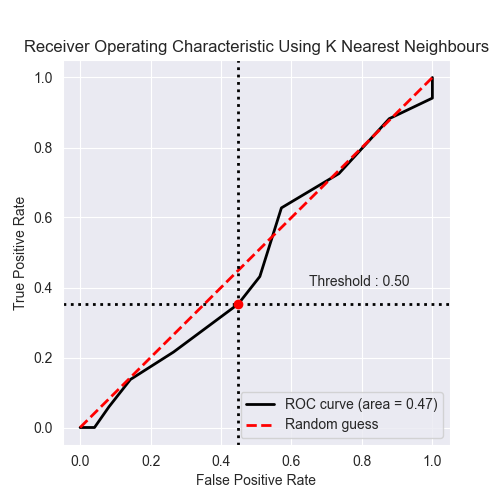 Receiver Operating Characteristic Using K Nearest Neighbours
1.0
0.8
0.6
0.4
0.2
0.0
True Positive Rate
Threshold : 0.50
ROC curve (area = 0.47)
Random guess
0.0 0.2 0.4 0.6 0.8 1.0
False Positive Rate